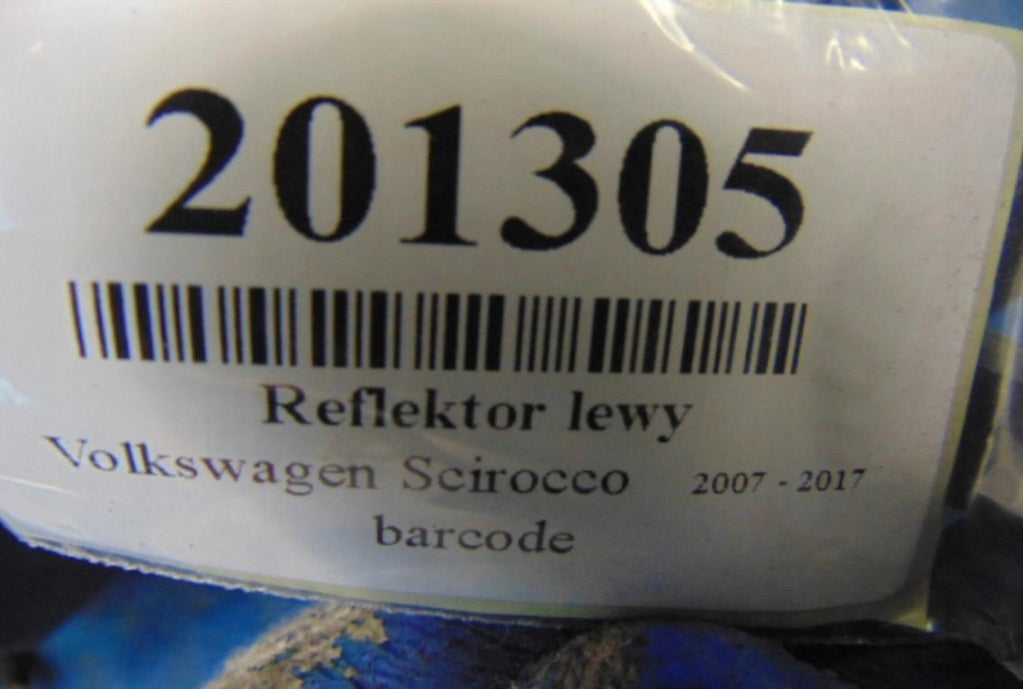 201305
Reflektor lewy
Volkswagen Scirocco 2007 - 2017
barcode